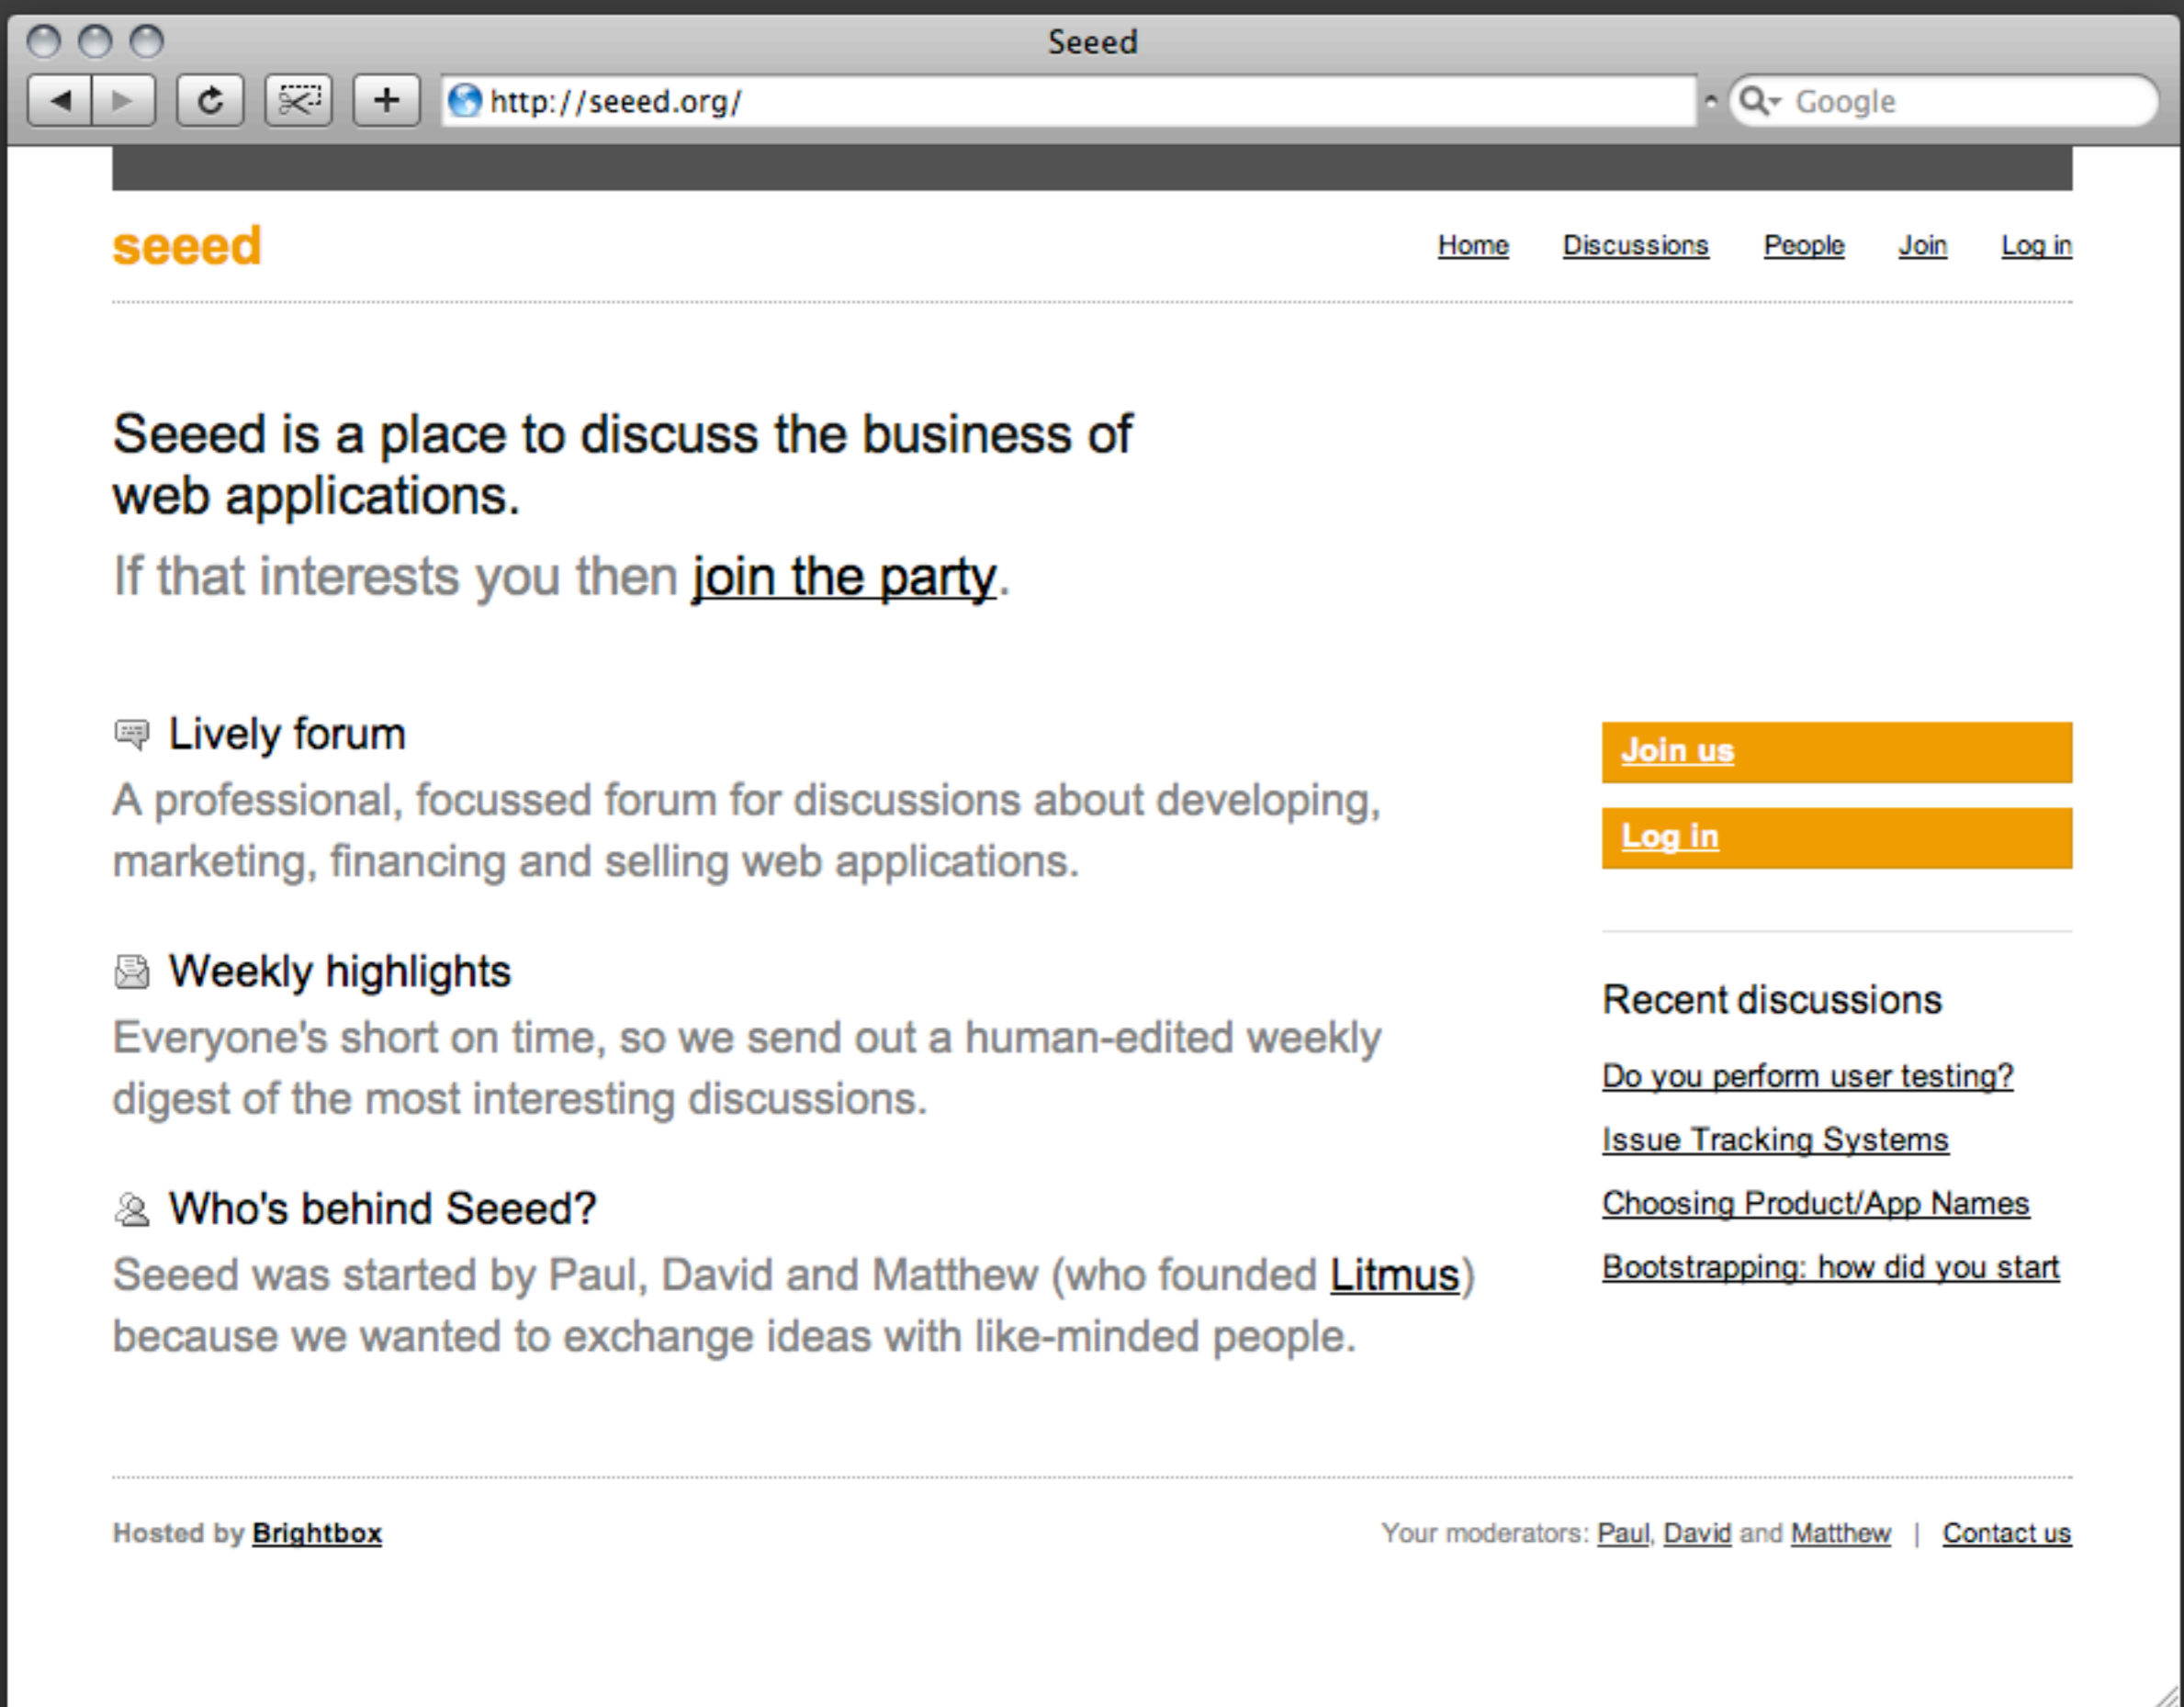 Seeed
http://seeed.org/
Google
seeed
Home Discussions People Join Log in
Seeed is a place to discuss the business of
web applications.
If that interests you then join the party.
Lively forum
A professional, focussed forum for discussions about developing,
marketing, financing and selling web applications.
Weekly highlights
Everyone's short on time, so we send out a human-edited weekly
digest of the most interesting discussions.
Who's behind Seeed?
Seeed was started by Paul, David and Matthew (who founded Litmus)
because we wanted to exchange ideas with like-minded people.
Join us
Log in
Recent discussions
Do you perform user testing?
Issue Tracking Systems
Choosing Product/App Names
Bootstrapping: how did you start
Hosted by Brightbox
Your moderators: Paul, David and Matthew | Contact us